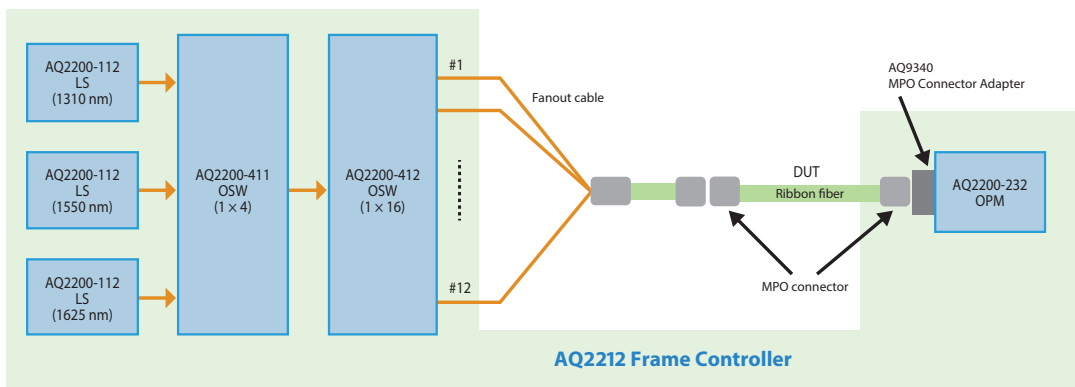 AQ2200-112
LS
(1310 nm)
AQ2200-112
LS
(1550 nm)
AQ2200-112
LS
(1625 nm)
AQ2200-411
OSW
(1 × 4)
AQ2200-412
OSW
(1 × 16)
#1
Fanout cable
#12
DUT
Ribbon fiber
MPO connector
AQ9340
MPO Connector Adapter
AQ2200-232
OPM
AQ2212 Frame Controller